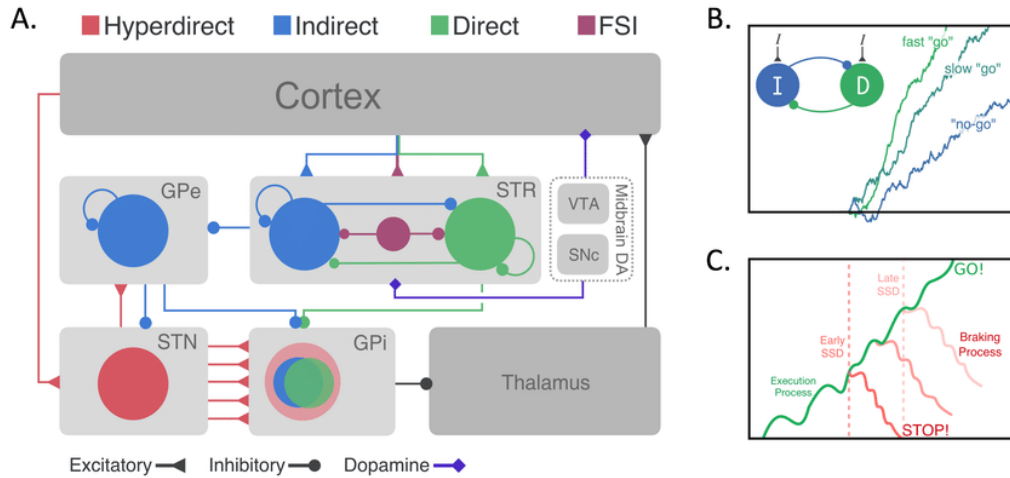 A.
Hyperdirect
Indirect
Direct
FSI
Cortex
GPe
STR
VTA
SNc
Midbrain DA
STN
GPi
Thalamus
Excitatory
Inhibitory
Dopamine
B.
I
I
I
D
fast "go"
slow "go"
"no-go"
C.
Late
SSD
GO!
Early
SSD
Braking
Process
Execution
Process
STOP!